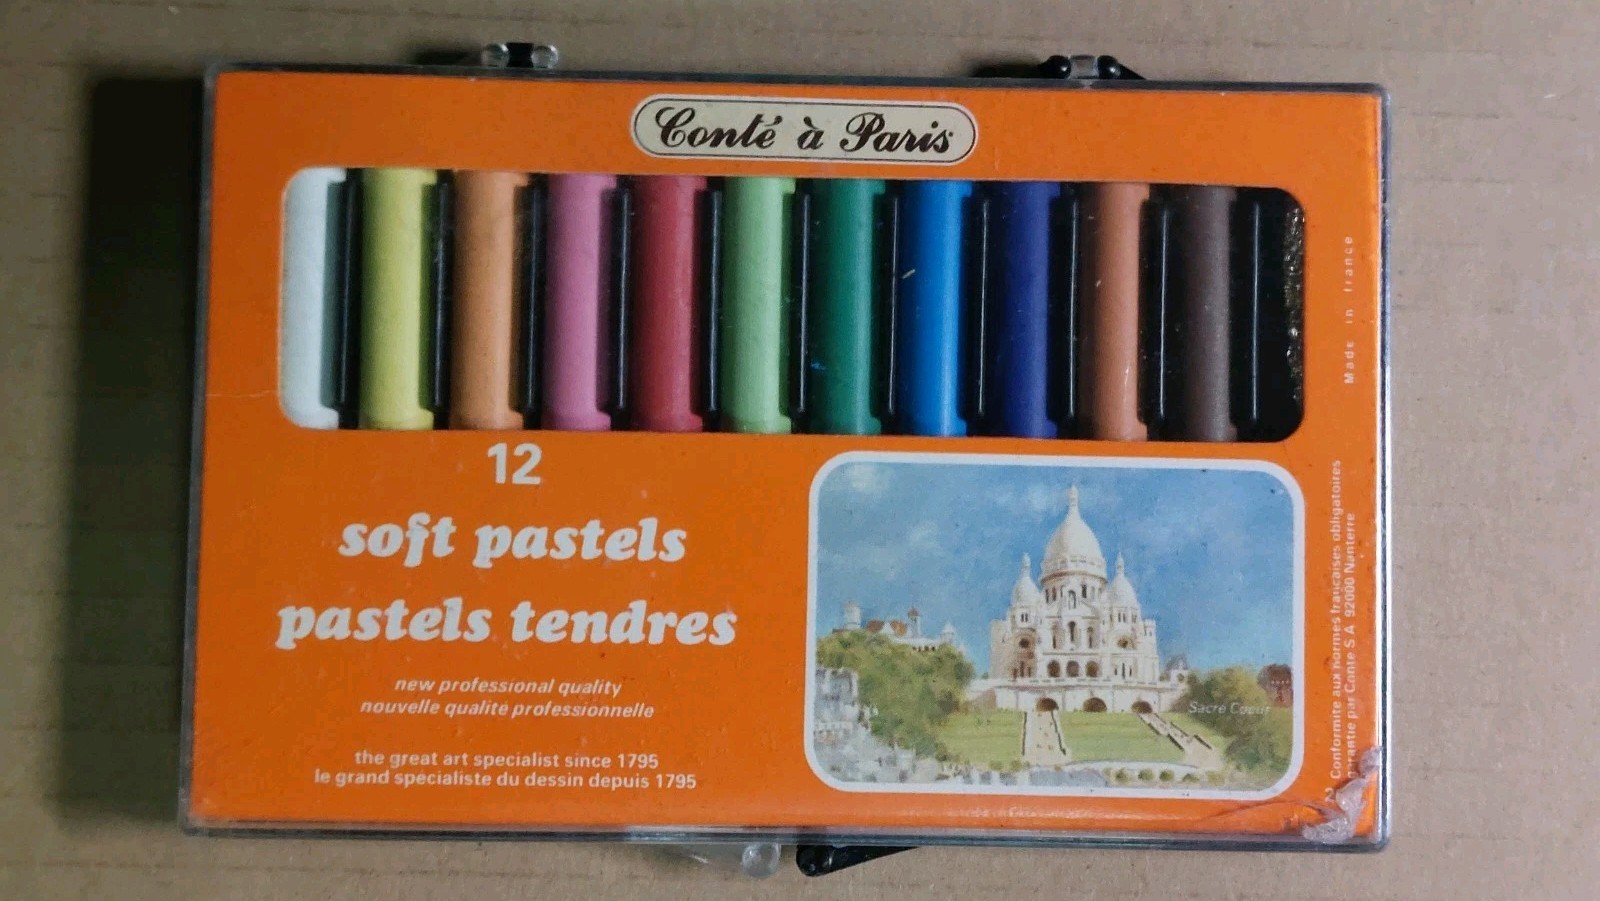 Conté à Paris
12
soft pastels
pastels tendres
new professional quality
nouvelle qualité professionnelle
the great art specialist since 1795
le grand spécialiste du dessin depuis 1795
Sacré Coeur
Made in france
Conformité aux normes françaises obligatoires
garantie par Conté S.A. 92000 Nanterre